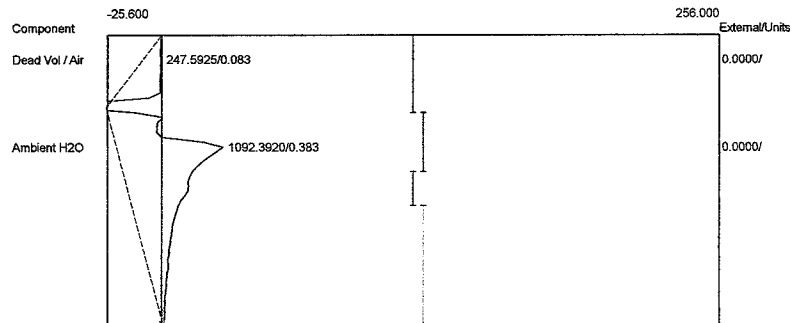 -25.600 256.000
Component External/Units
Dead Vol / Air 247.5925/0.083 0.0000/
Ambient H2O 1092.3920/0.383 0.0000/